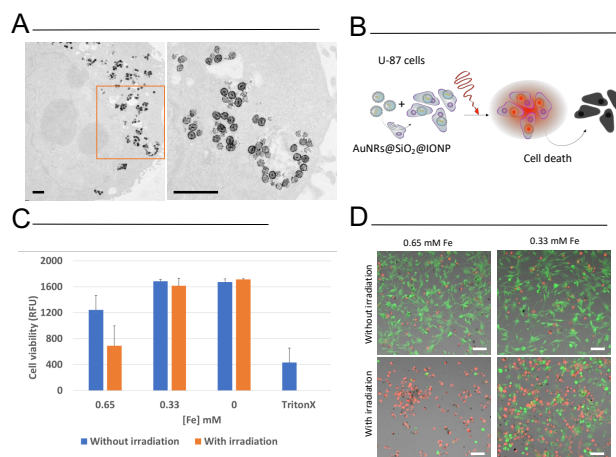 A
B
U-87 cells
+
AuNRs@SiO₂@IONP
Cell death
C
2000
1600
1200
800
400
0
Cell viability (RFU)
0.65
0.33
0
TritonX
[Fe] mM
Without irradiation
With irradiation
D
0.65 mM Fe
0.33 mM Fe
Without irradiation
With irradiation